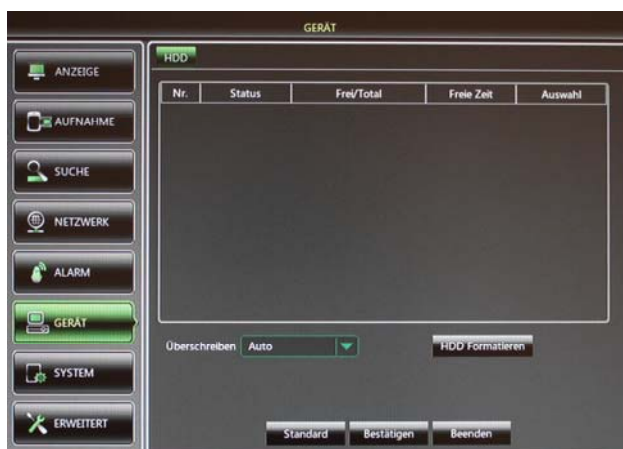 GERÄT
ANZEIGE
AUFNAHME
SUCHE
NETZWERK
ALARM
GERÄT
SYSTEM
ERWEITERT
HDD
Nr. Status Frei/Total Freie Zeit Auswahl
Überschreiben Auto HDD Formatieren
Standard Bestätigen Beenden